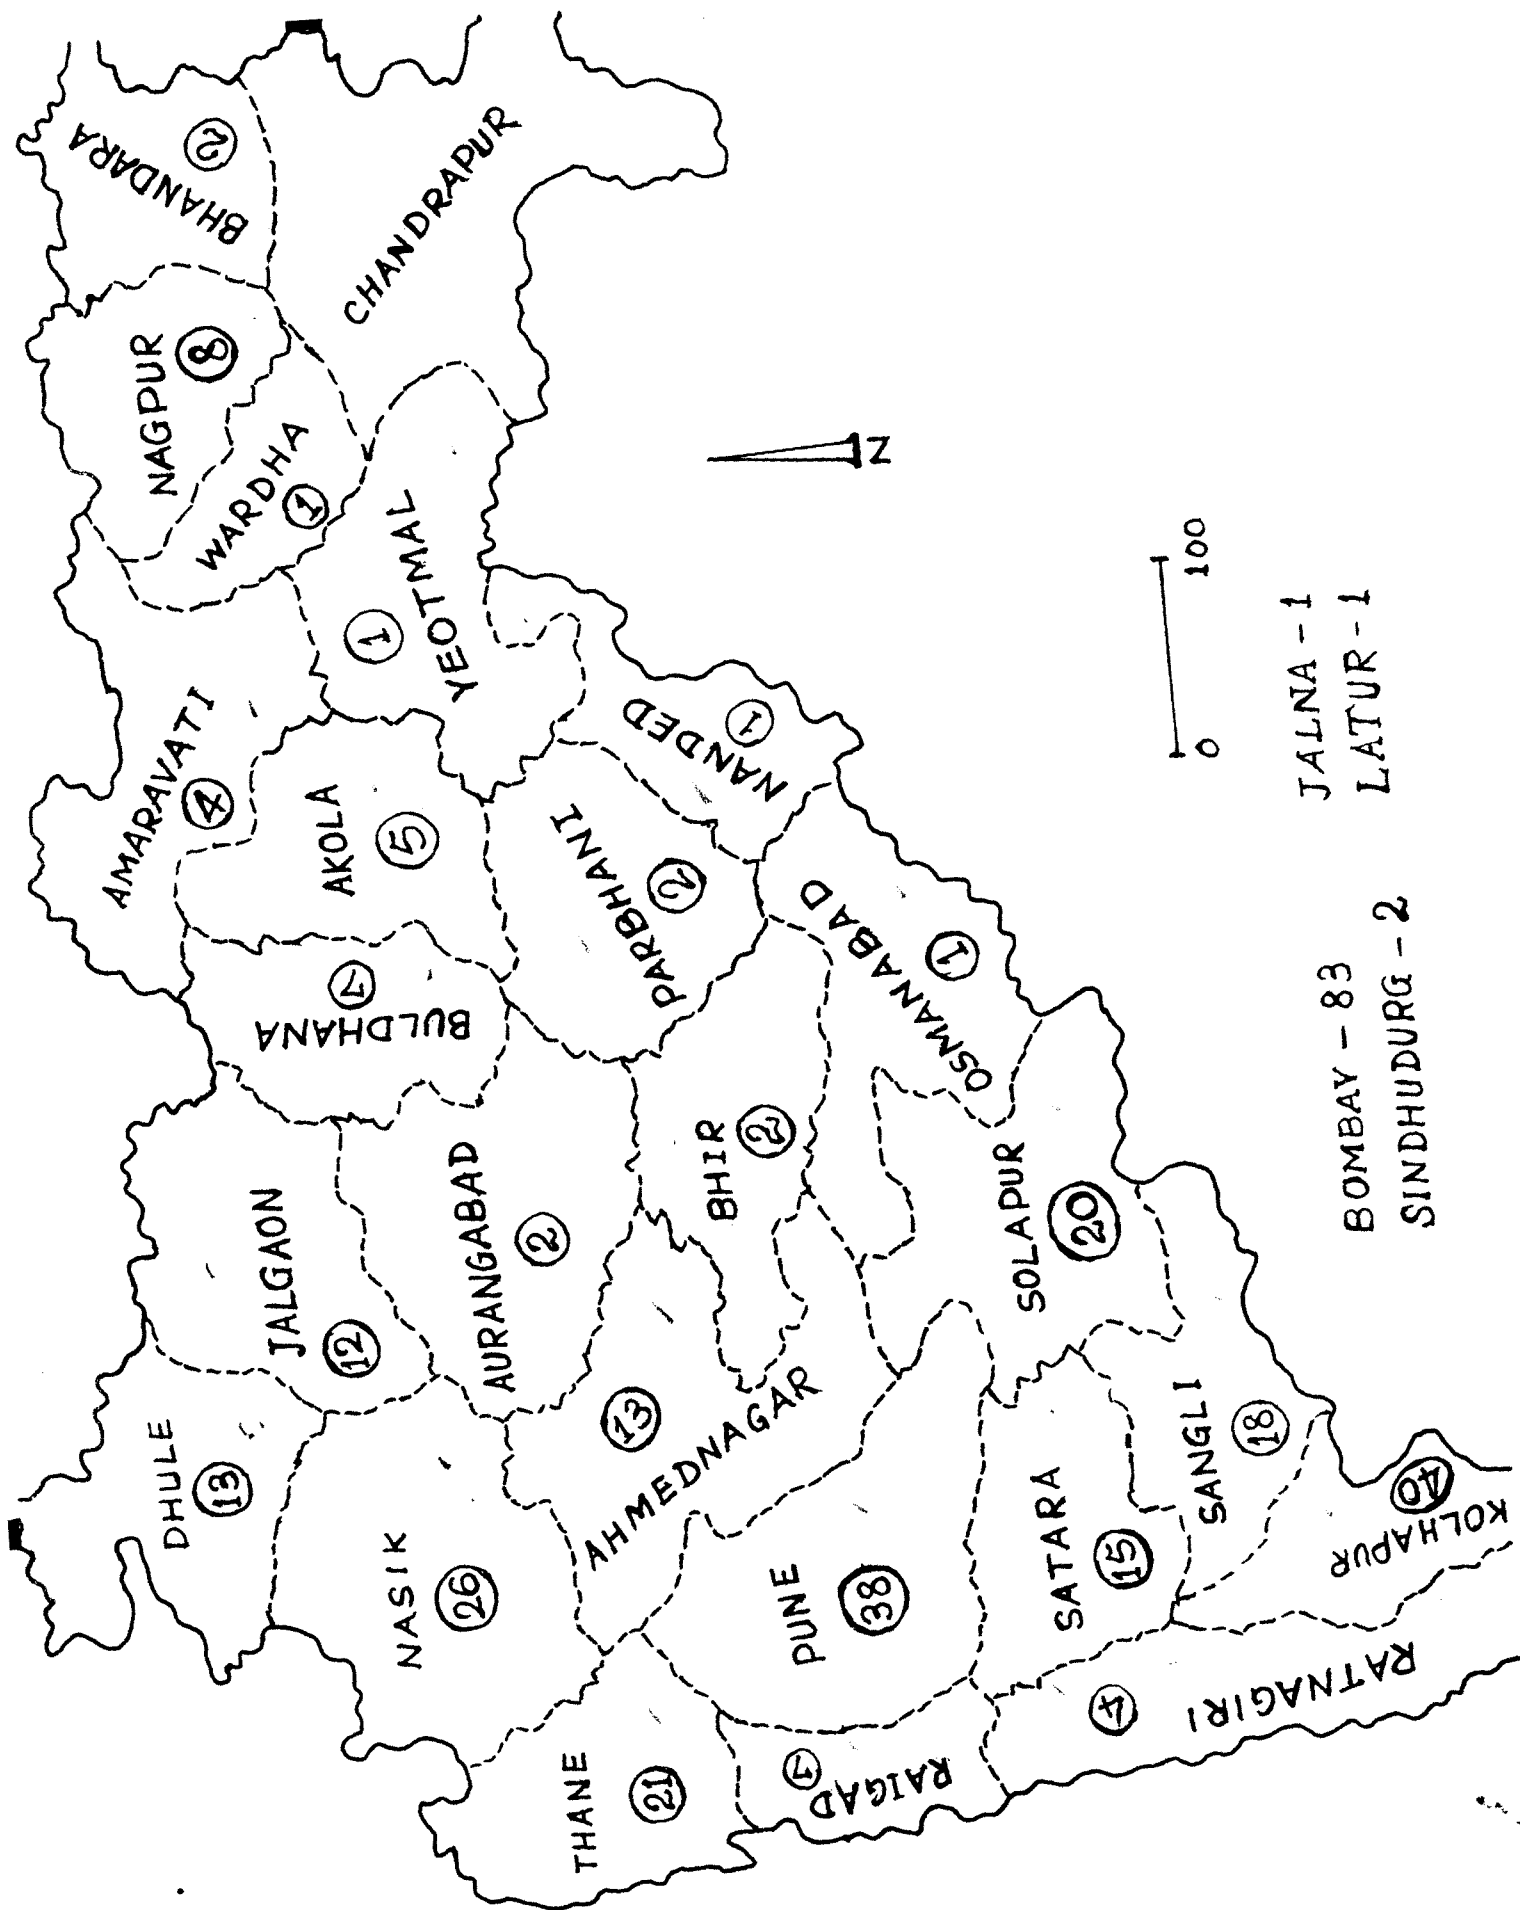 DHULE
13
JALGAON
12
BULDHANA
7
AMARAVATI
4
NAGPUR
8
BHANDARA
2
WARDHA
1
NASIK
26
AURANGABAD
2
AKOLA
5
YEOTMAL
1
CHANDRAPUR
THANE
21
AHMEDNAGAR
13
BHIR
2
PARBHANI
2
NANDED
1
RAIGAD
7
PUNE
38
SOLAPUR
20
OSMANABAD
1
N
SATARA
15
RATNAGIRI
4
SANGLI
18
KOLHAPUR
40
0 100
BOMBAY - 83
SINDHUDURG - 2
JALNA - 1
LATUR - 1